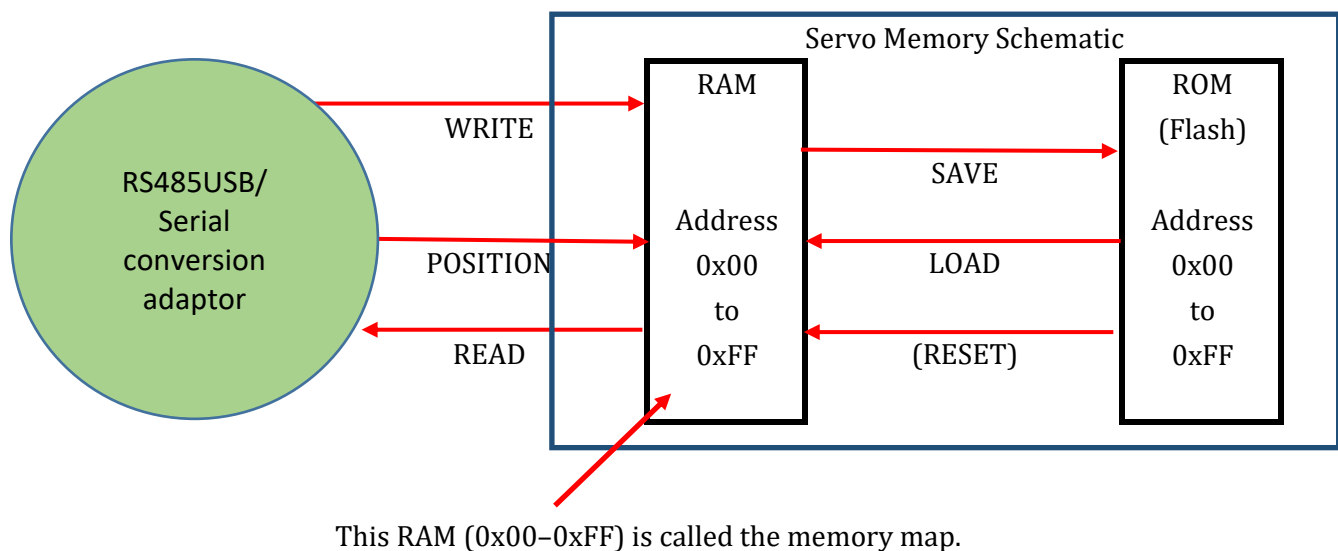 Servo Memory Schematic
RS485USB/
Serial
conversion
adaptor
WRITE
POSITION
READ
RAM
Address
0x00
to
0xFF
SAVE
LOAD
(RESET)
ROM
(Flash)
Address
0x00
to
0xFF
This RAM (0x00–0xFF) is called the memory map.